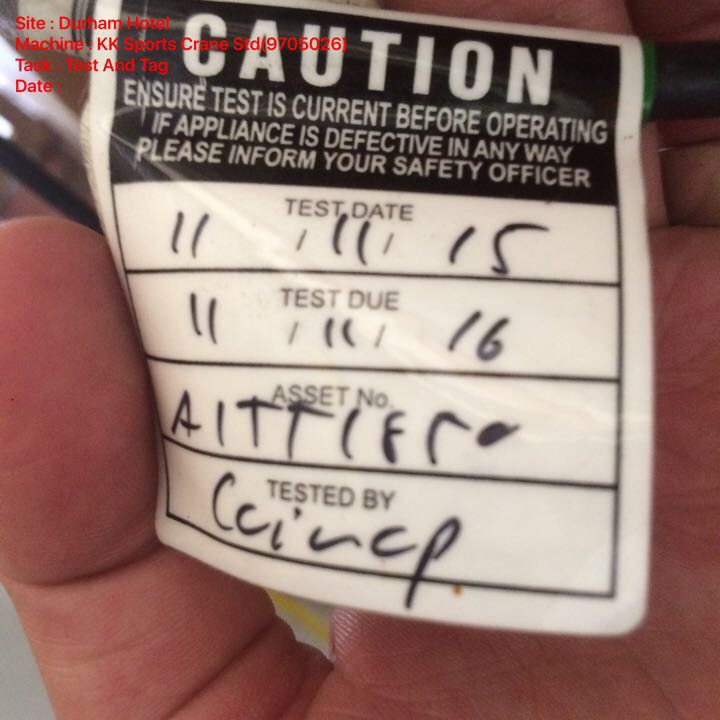 Site : Durham Hotel
Machine : KK Sports Crane Std(9705026)
Task : Test And Tag
Date :
CAUTION
ENSURE TEST IS CURRENT BEFORE OPERATING
IF APPLIANCE IS DEFECTIVE IN ANY WAY
PLEASE INFORM YOUR SAFETY OFFICER
TEST DATE
11 / 11 / 15
TEST DUE
11 / 11 / 16
ASSET No.
TESTED BY